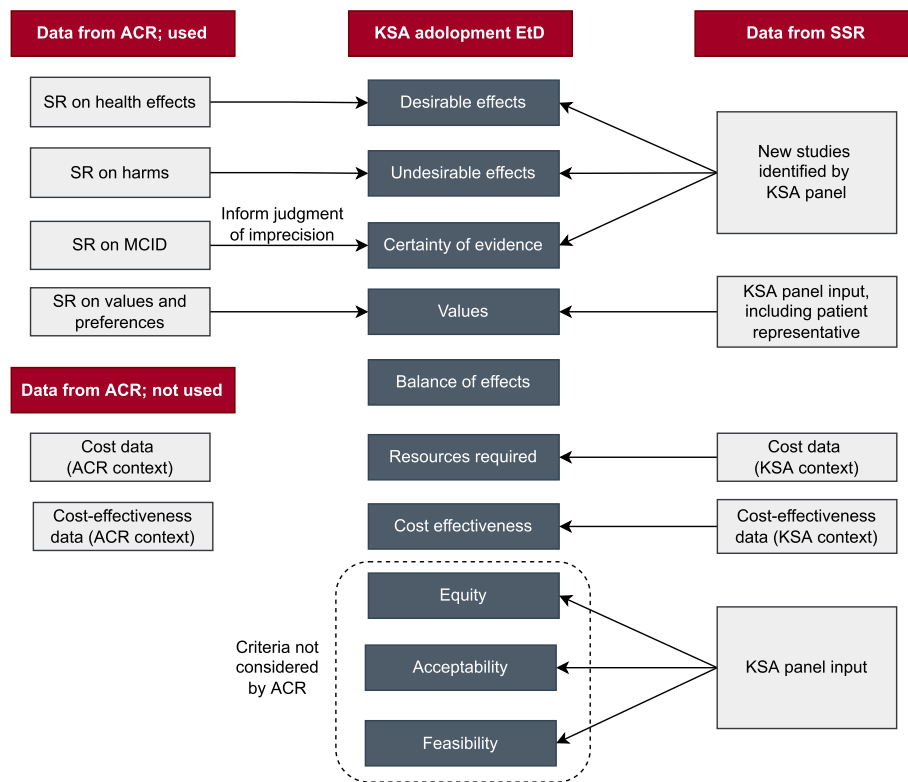 Data from ACR; used
KSA adolopment EtD
Data from SSR
SR on health effects
Desirable effects
New studies
identified by
KSA panel
SR on harms
Undesirable effects
Inform judgment
of imprecision
SR on MCID
Certainty of evidence
SR on values and
preferences
Values
KSA panel input,
including patient
representative
Data from ACR; not used
Balance of effects
Cost data
(ACR context)
Resources required
Cost data
(KSA context)
Cost-effectiveness
data (ACR context)
Cost effectiveness
Cost-effectiveness
data (KSA context)
Criteria not
considered
by ACR
Equity
Acceptability
Feasibility
KSA panel input